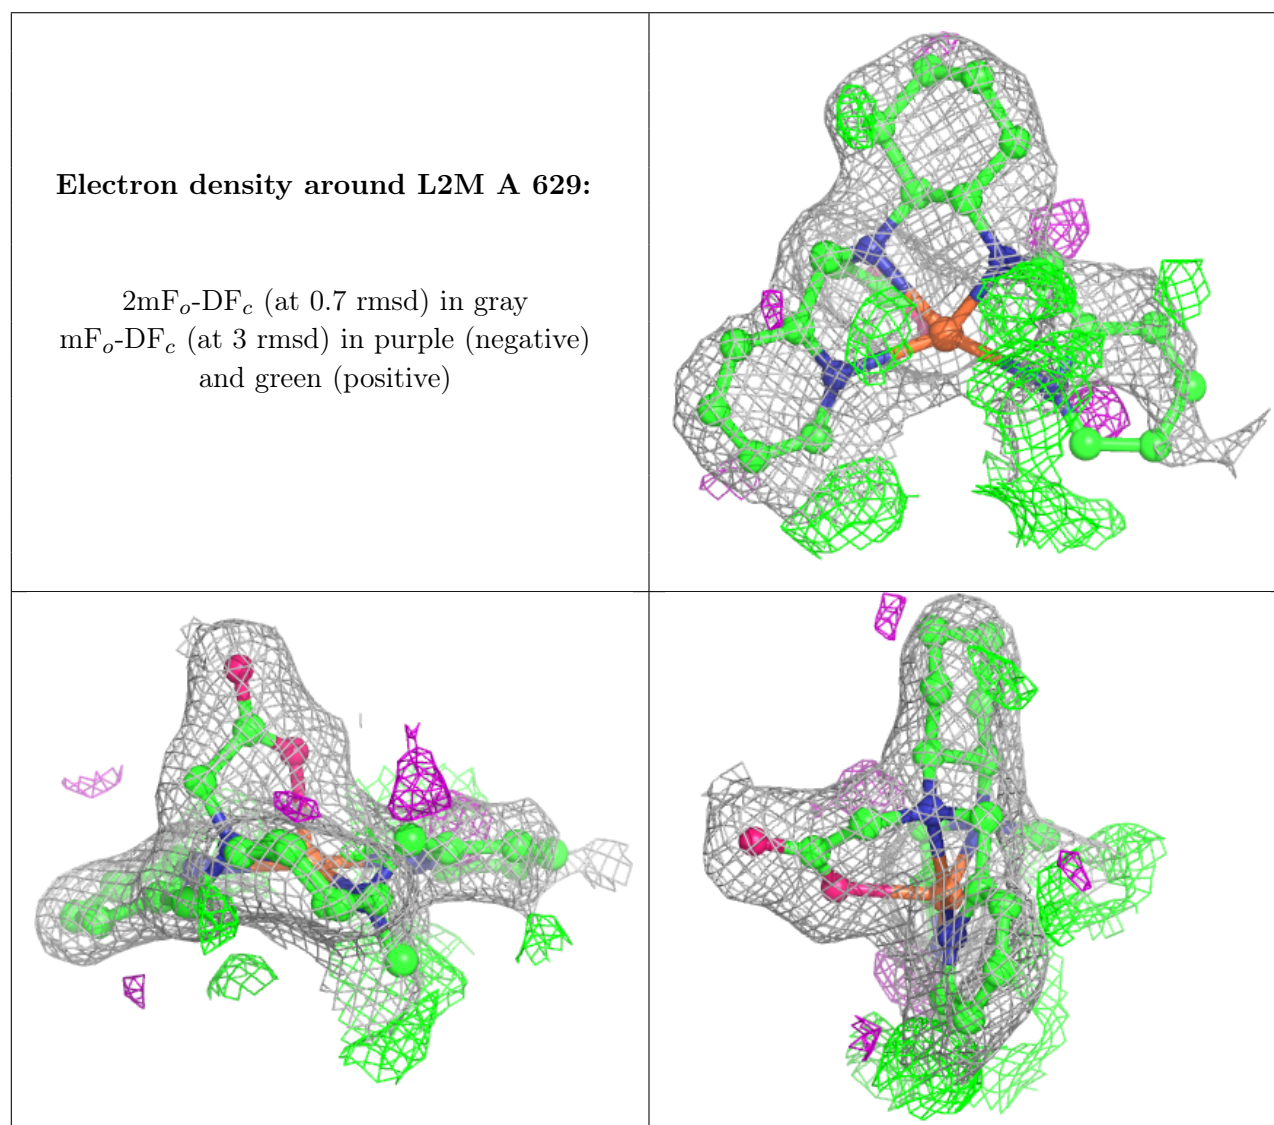 Electron density around L2M A 629:
2mFo-DFc (at 0.7 rmsd) in gray
mFo-DFc (at 3 rmsd) in purple (negative)
and green (positive)